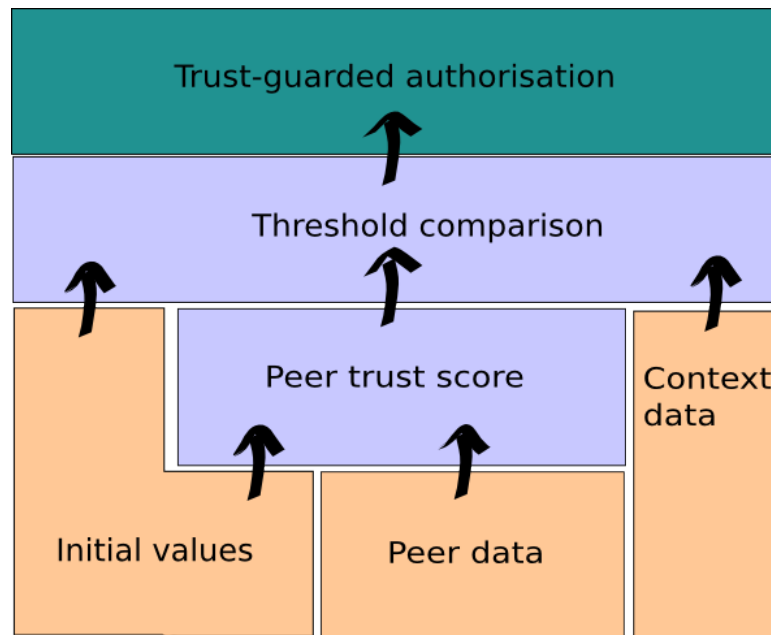 Trust-guarded authorisation
Threshold comparison
Peer trust score
Context
data
Initial values
Peer data